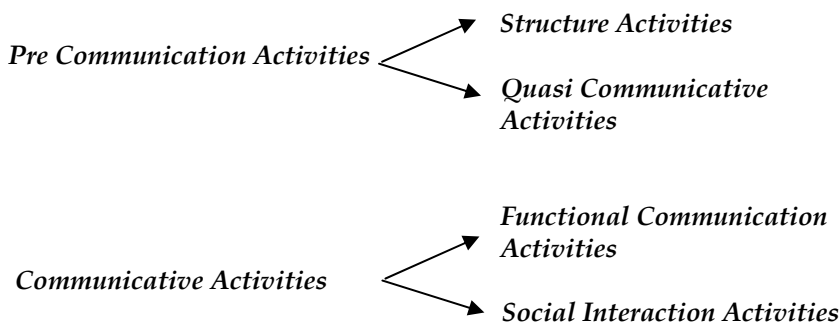 Structure Activities
Pre Communication Activities
Quasi Communicative
Activities
Functional Communication
Activities
Communicative Activities
Social Interaction Activities